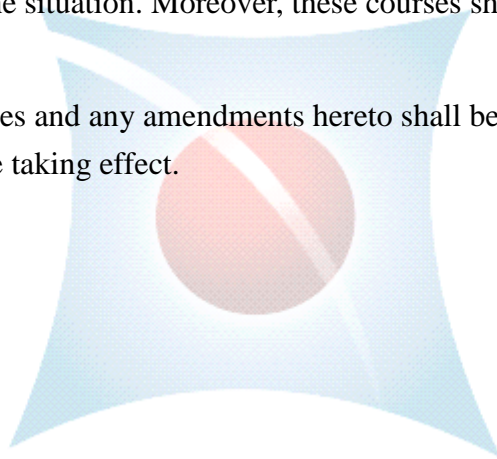 situation. Moreover, these courses sh
es and any amendments hereto shall be
e taking effect.